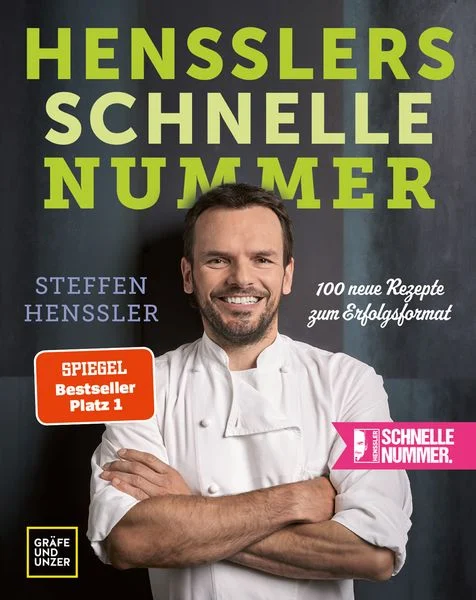 HENSSLERS
SCHNELLE
NUMMER
STEFFEN
HENSSLER
100 neue Rezepte
zum Erfolgsformat
SPIEGEL
Bestseller
Platz 1
HENSSLER
SCHNELLE
NUMMER.
GRÄFE
UND
UNZER